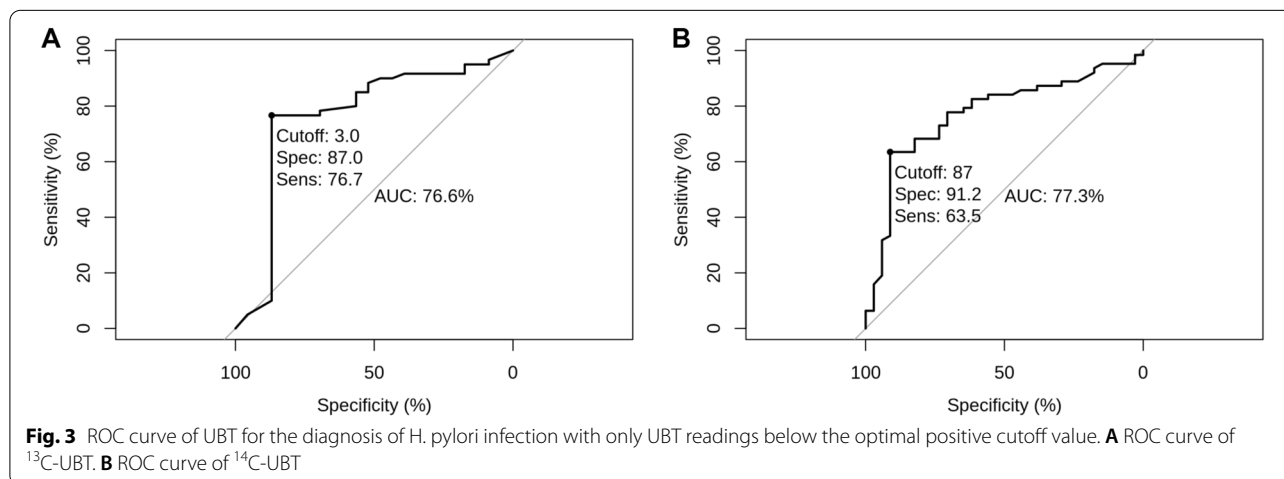 A
Sensitivity (%)
100
80
60
40
20
0
Cutoff: 3.0
Spec: 87.0
Sens: 76.7
AUC: 76.6%
100 50 0
Specificity (%)
B
Sensitivity (%)
100
80
60
40
20
0
Cutoff: 87
Spec: 91.2
Sens: 63.5
AUC: 77.3%
100 50 0
Specificity (%)
Fig. 3 ROC curve of UBT for the diagnosis of H. pylori infection with only UBT readings below the optimal positive cutoff value. A ROC curve of
¹³C-UBT. B ROC curve of ¹⁴C-UBT